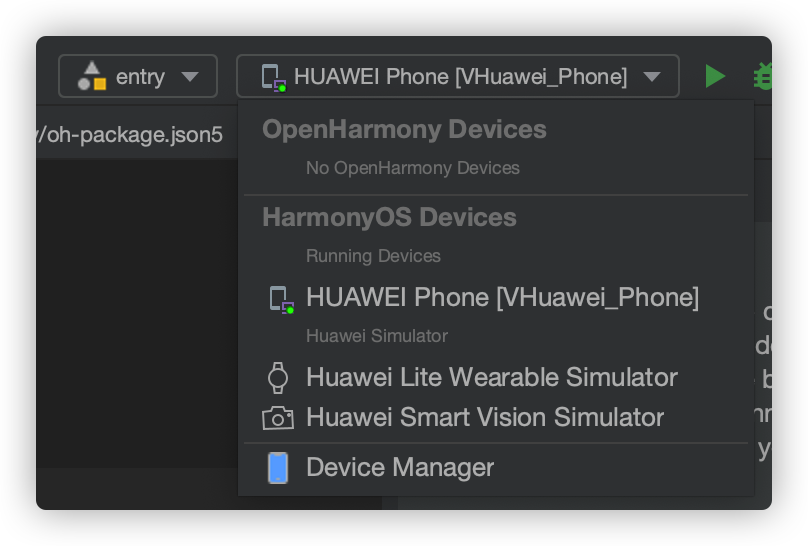 entry
HUAWEI Phone [VHuawei_Phone]
/oh-package.json5
OpenHarmony Devices
No OpenHarmony Devices
HarmonyOS Devices
Running Devices
HUAWEI Phone [VHuawei_Phone]
Huawei Simulator
Huawei Lite Wearable Simulator
Huawei Smart Vision Simulator
Device Manager